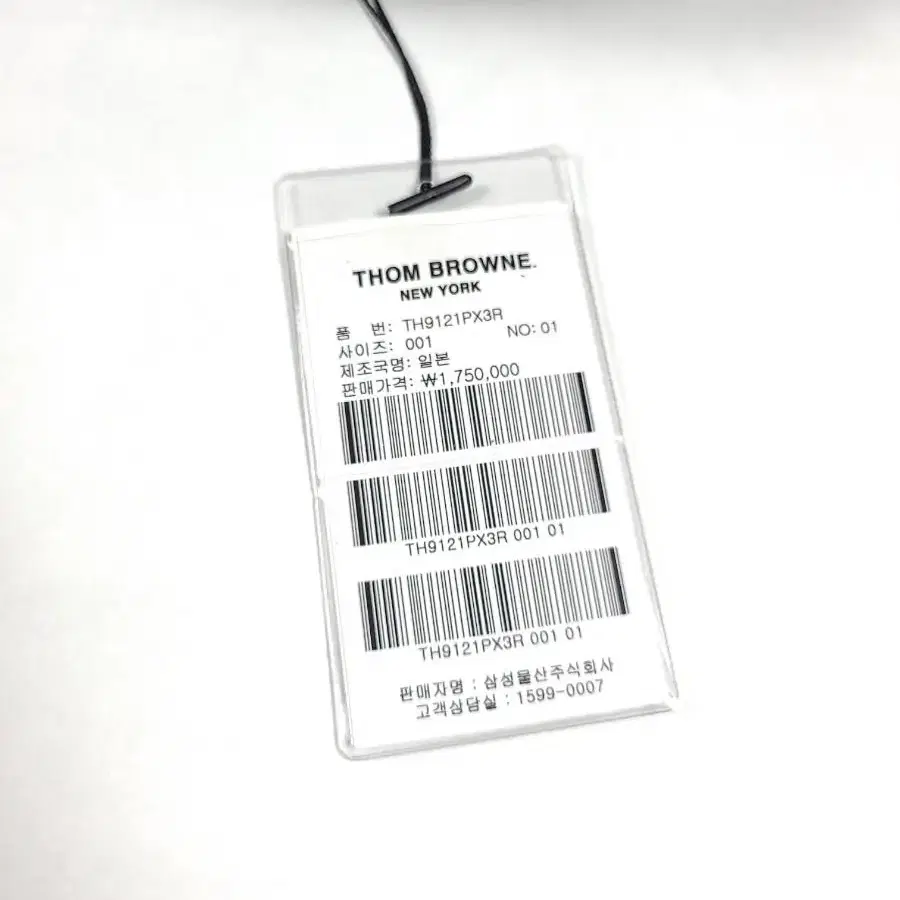 THOM BROWNE.
NEW YORK
품 번: TH9121PX3R
사이즈: 001 NO: 01
제조국명: 일본
판매가격: ₩1,750,000
TH9121PX3R 001 01
TH9121PX3R 001 01
판매자명 : 삼성물산주식회사
고객상담실 : 1599-0007